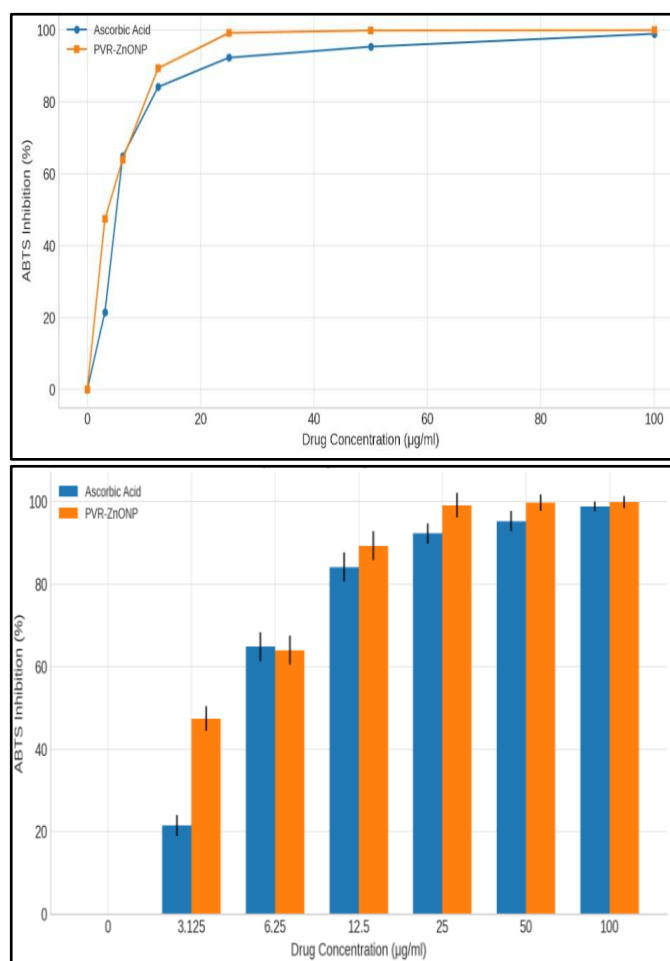 Ascorbic Acid
PVR-ZnONP
100
80
60
40
20
0
ABTS Inhibition (%)
0 20 40 60 80 100
Drug Concentration (µg/ml)
Ascorbic Acid
PVR-ZnONP
100
80
60
40
20
0
ABTS Inhibition (%)
0 3.125 6.25 12.5 25 50 100
Drug Concentration (µg/ml)